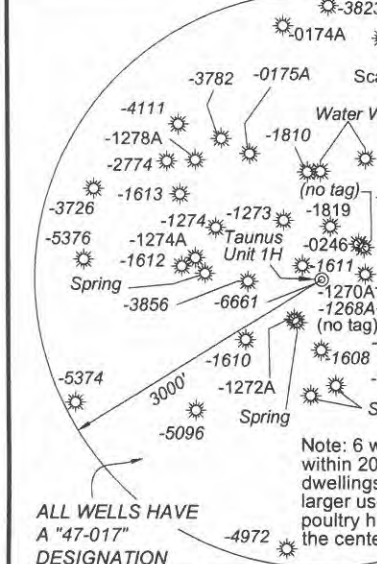 -3823
-0174A
-3782 -0175A
Sca
-4111
Water W
-1278A
-1810
-2774
(no tag)
-1613
-3726
-1819
-1274 -1273
-5376
-1274A
Taunus
Unit 1H
-0246
-1612
-1611
Spring
-1270A
-3856
-6661
-1268A
(no tag)
-1610
-1608
-1272A
-5374
3000'
Spring
S
-5096
Note: 6 w
within 20
dwellings
larger us
poultry h
the cente
ALL WELLS HAVE
A "47-017"
DESIGNATION
-4972